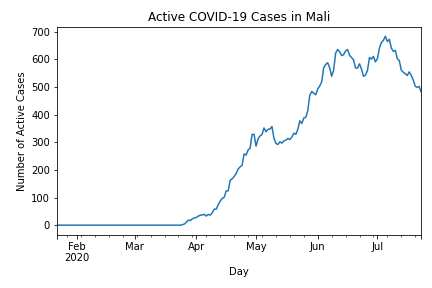 Active COVID-19 Cases in Mali
Number of Active Cases
700
600
500
400
300
200
100
0
Feb Mar Apr May Jun Jul
2020
Day